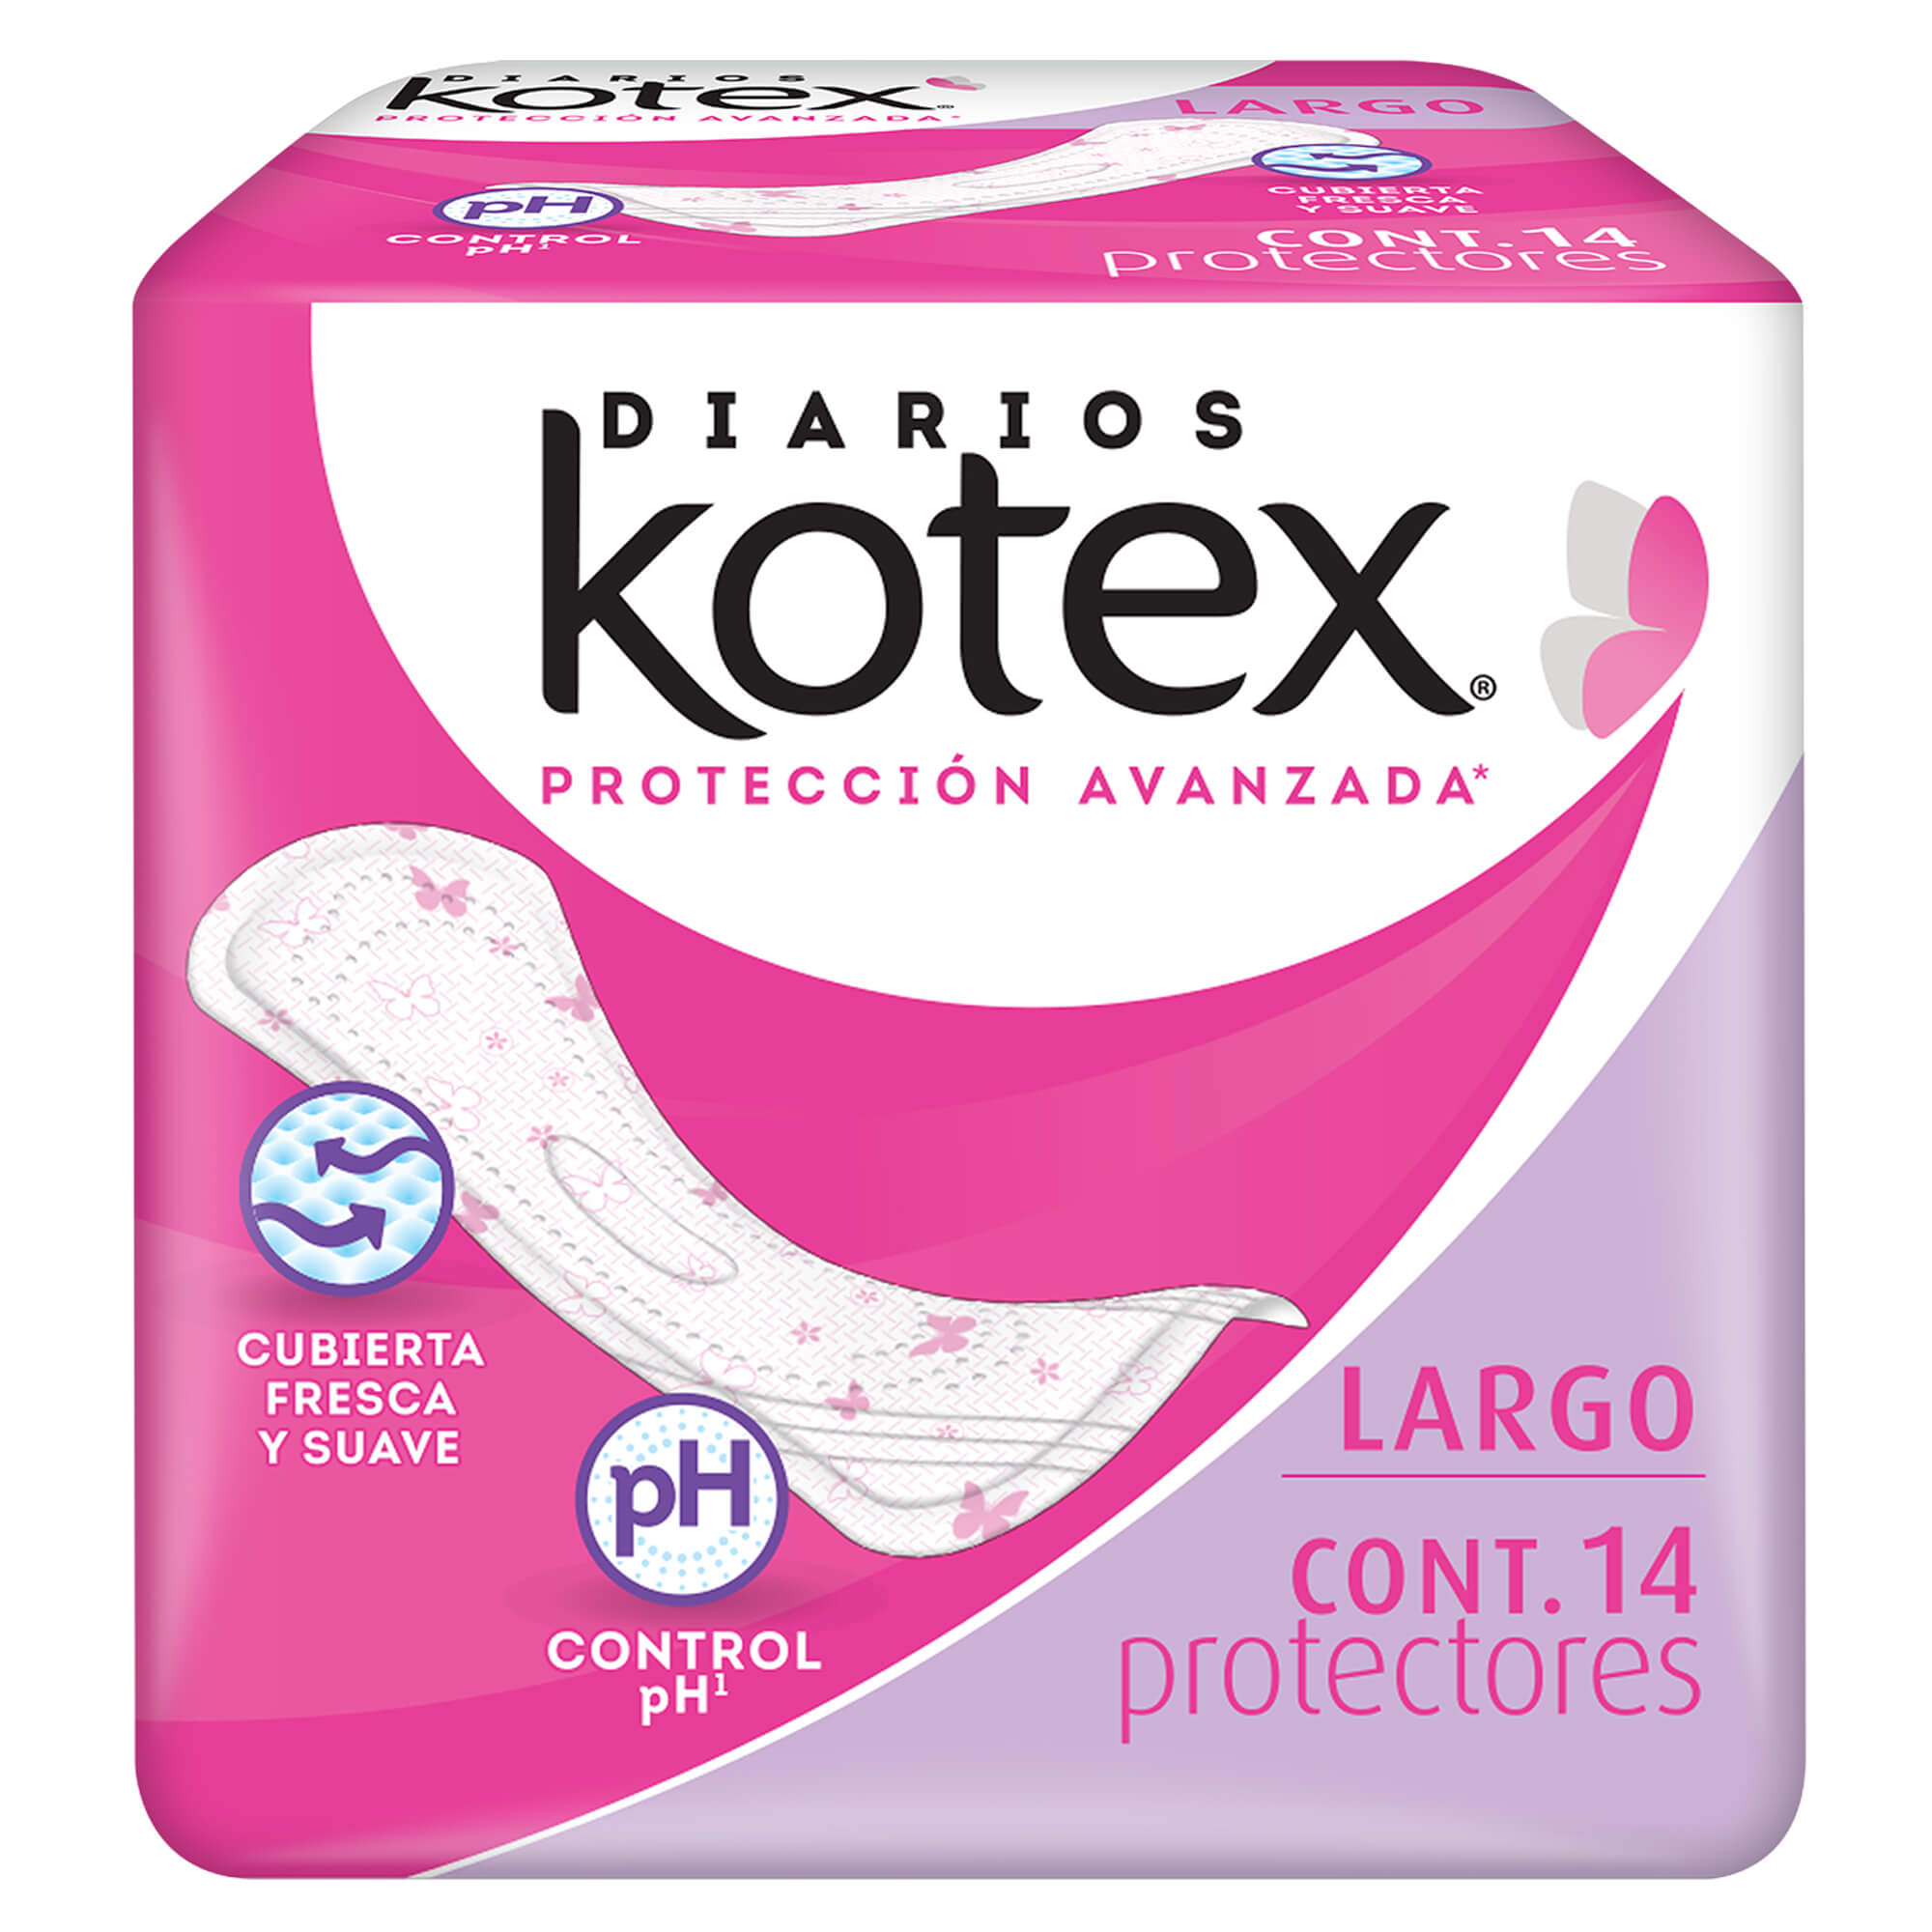 DIARIOS
kotex®
PROTECCIÓN AVANZADA*
LARGO
pH
CONTROL
pH¹
CUBIERTA
FRESCA
Y SUAVE
CONT. 14
protectores
DIARIOS
kotex®
PROTECCIÓN AVANZADA*
CUBIERTA
FRESCA
Y SUAVE
pH
CONTROL
pH¹
LARGO
CONT. 14
protectores